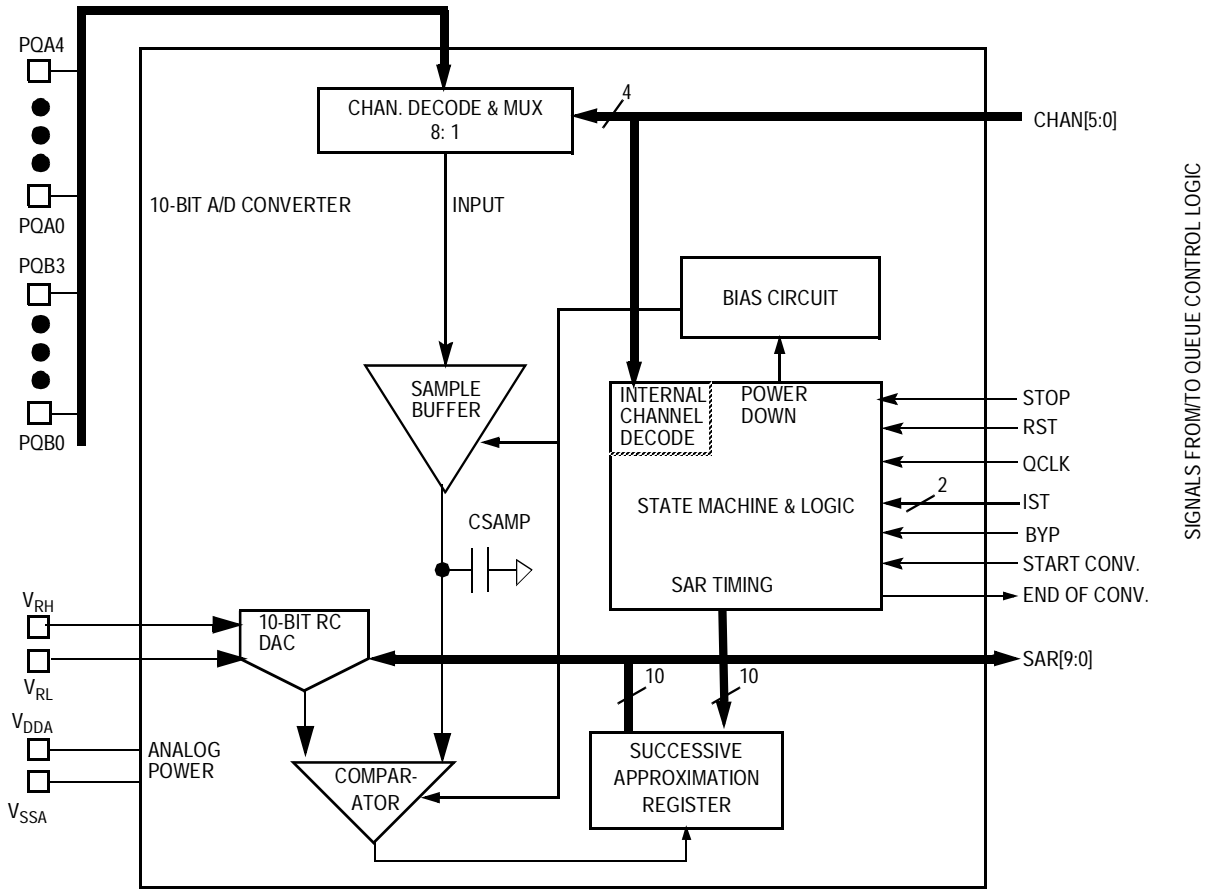 PQA4
CHAN. DECODE & MUX
8: 1
4
CHAN[5:0]
PQA0
10-BIT A/D CONVERTER
INPUT
SIGNALS FROM/TO QUEUE CONTROL LOGIC
PQB3
BIAS CIRCUIT
PQB0
SAMPLE
BUFFER
INTERNAL
CHANNEL
DECODE
POWER
DOWN
STOP
RST
QCLK
2
IST
STATE MACHINE & LOGIC
BYP
CSAMP
START CONV.
SAR TIMING
END OF CONV.
VRH
10-BIT RC
DAC
VRL
SAR[9:0]
10
10
VDDA
ANALOG
POWER
VSSA
COMPAR-
ATOR
SUCCESSIVE
APPROXIMATION
REGISTER